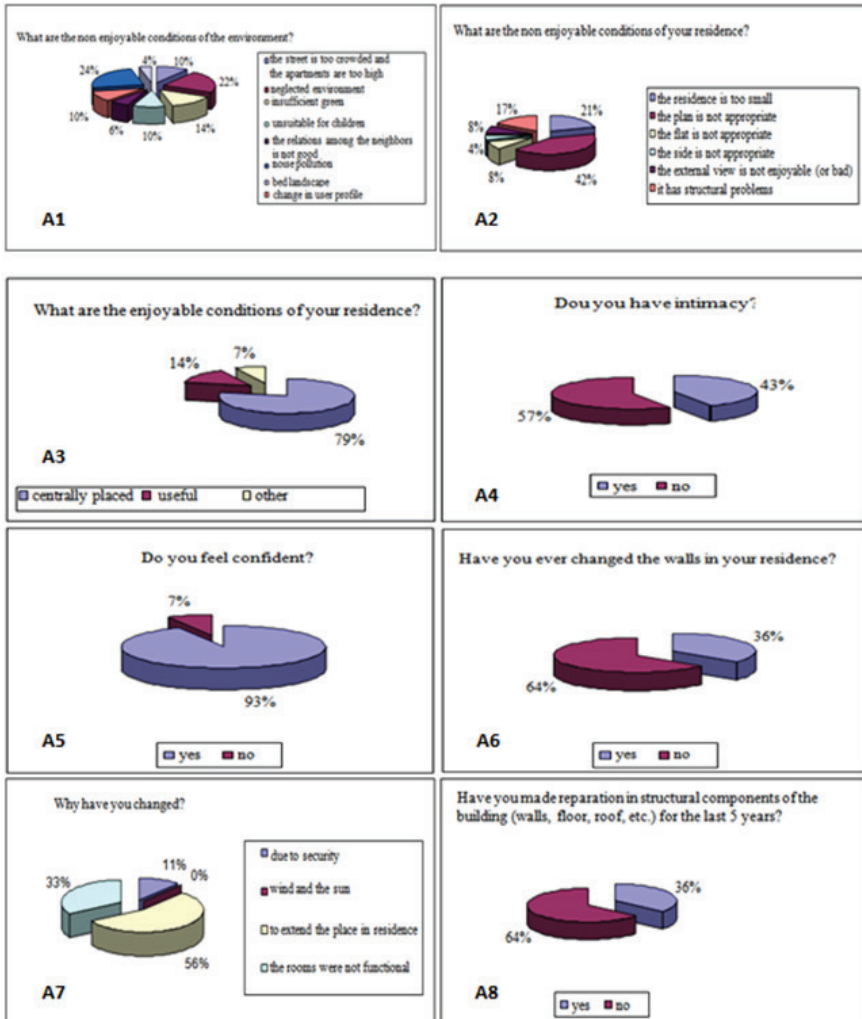 What are the non enjoyable conditions of the environment?
4%
10%
24%
22%
10%
6%
10%
14%
the street is too crowded and
the apartments are too high
neglected environment
insufficient green
unsuitable for children
the relations among the neighbors
is not good
noise pollution
bed landscape
change in user profile
A1
What are the non enjoyable conditions of your residence?
17%
21%
8%
4%
8%
42%
the residence is too small
the plan is not appropriate
the flat is not appropriate
the side is not appropriate
the external view is not enjoyable (or bad)
it has structural problems
A2
What are the enjoyable conditions of your residence?
7%
14%
79%
A3
centrally placed useful other
Dou you have intimacy?
43%
57%
A4
yes no
Do you feel confident?
7%
93%
A5
yes no
Have you ever changed the walls in your residence?
36%
64%
A6
yes no
Why have you changed?
11%
0%
33%
56%
due to security
wind and the sun
to extend the place in residence
the rooms were not functional
A7
Have you made reparation in structural components of the
building (walls, floor, roof, etc.) for the last 5 years?
36%
64%
A8
yes no